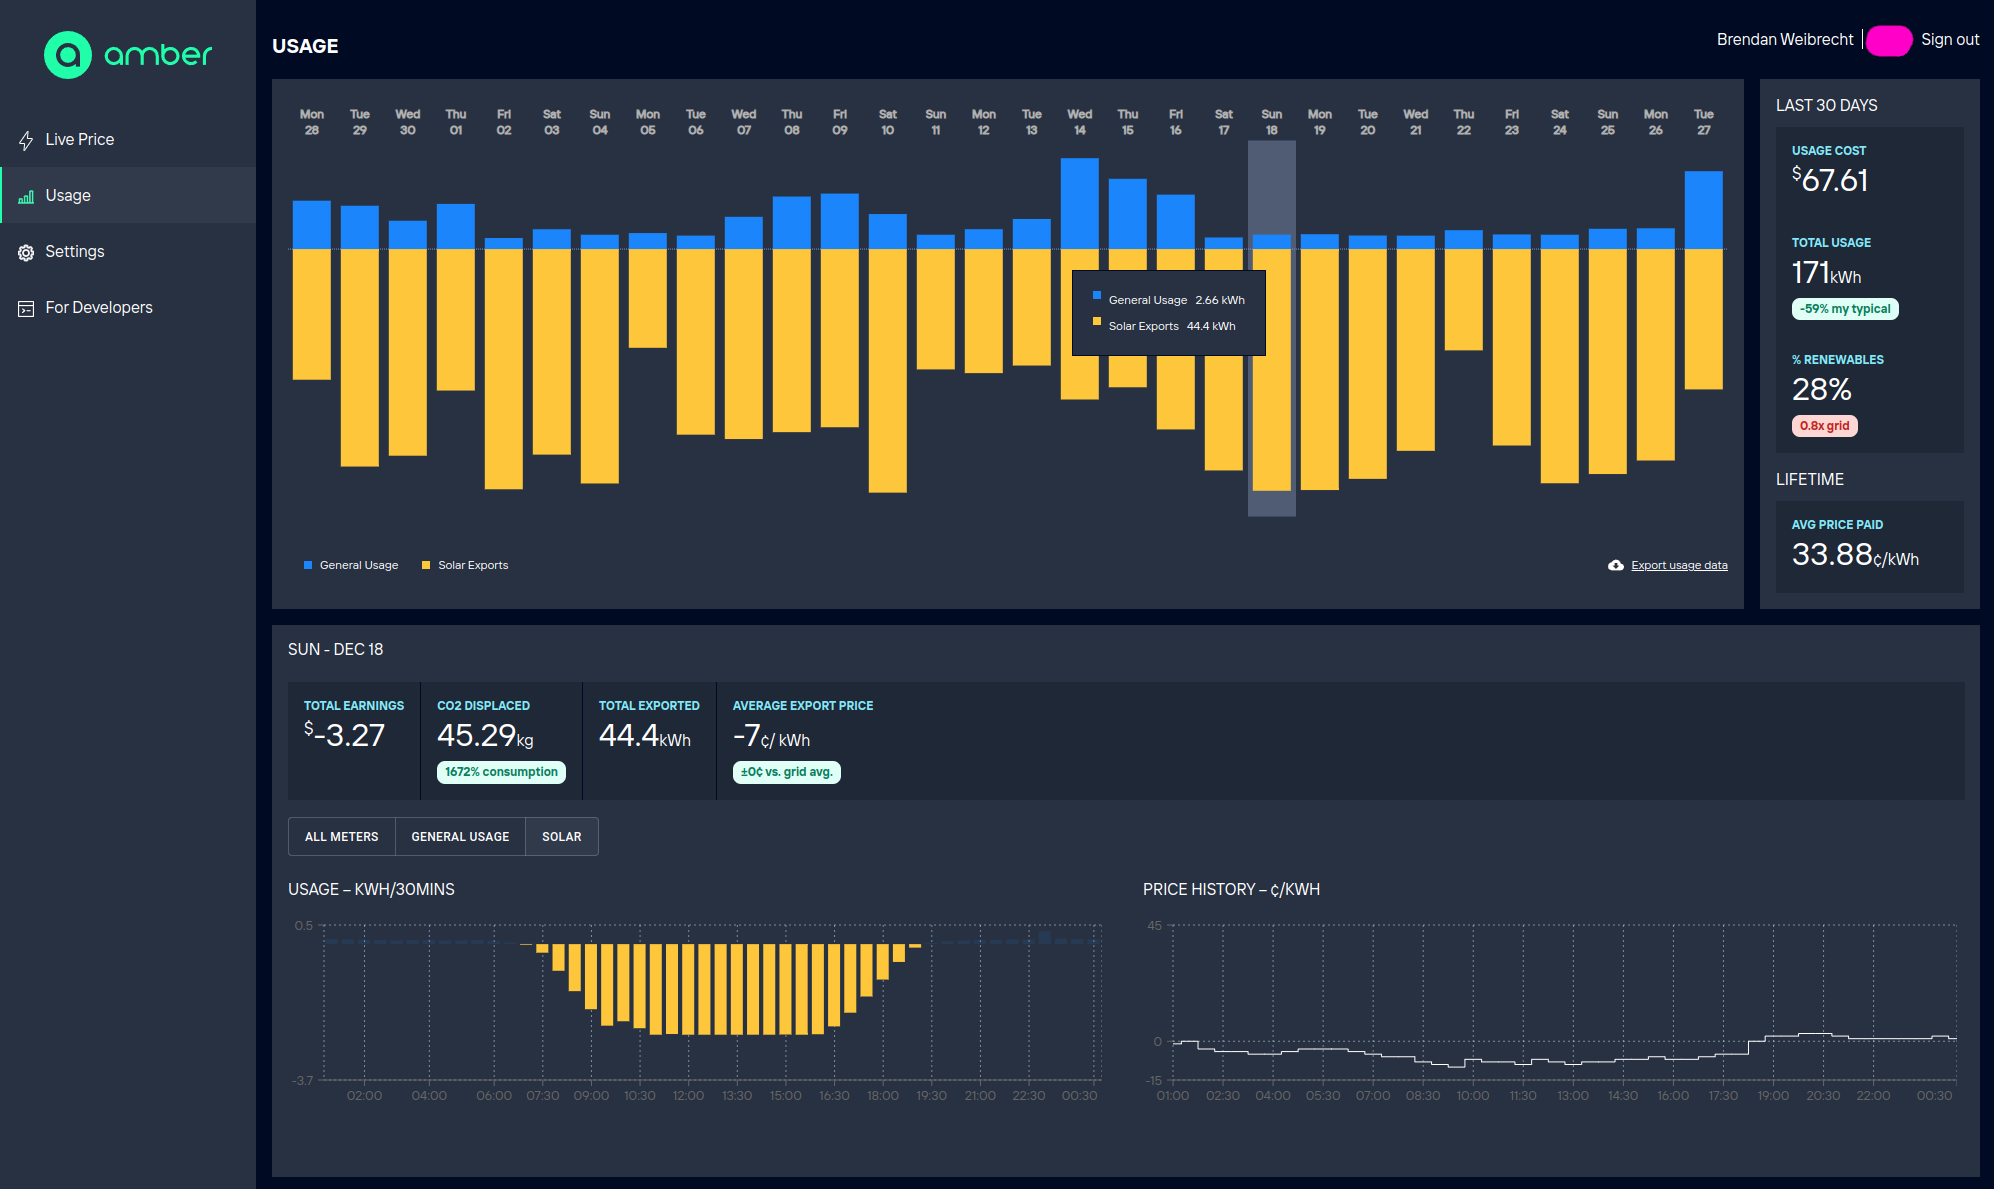 amber
Live Price
Usage
Settings
For Developers
USAGE
Brendan Weibrecht | Sign out
Mon Tue Wed Thu Fri Sat Sun Mon Tue Wed Thu Fri Sat Sun Mon Tue Wed Thu Fri Sat Sun Mon Tue Wed Thu Fri Sat Sun Mon Tue
28 29 30 01 02 03 04 05 06 07 08 09 10 11 12 13 14 15 16 17 18 19 20 21 22 23 24 25 26 27
General Usage 2.66 kWh
Solar Exports 44.4 kWh
General Usage Solar Exports
Export usage data
LAST 30 DAYS
USAGE COST
$67.61
TOTAL USAGE
171kWh
-59% my typical
% RENEWABLES
28%
0.8x grid
LIFETIME
AVG PRICE PAID
33.88¢/kWh
SUN - DEC 18
TOTAL EARNINGS
$-3.27
CO2 DISPLACED
45.29kg
1672% consumption
TOTAL EXPORTED
44.4kWh
AVERAGE EXPORT PRICE
-7¢/ kWh
±0¢ vs. grid avg.
ALL METERS GENERAL USAGE SOLAR
USAGE – KWH/30MINS
0.5
-3.7
02:00 04:00 06:00 07:30 09:00 10:30 12:00 13:30 15:00 16:30 18:00 19:30 21:00 22:30 00:30
PRICE HISTORY – ¢/KWH
45
0
-15
01:00 02:30 04:00 05:30 07:00 08:30 10:00 11:30 13:00 14:30 16:00 17:30 19:00 20:30 22:00 00:30